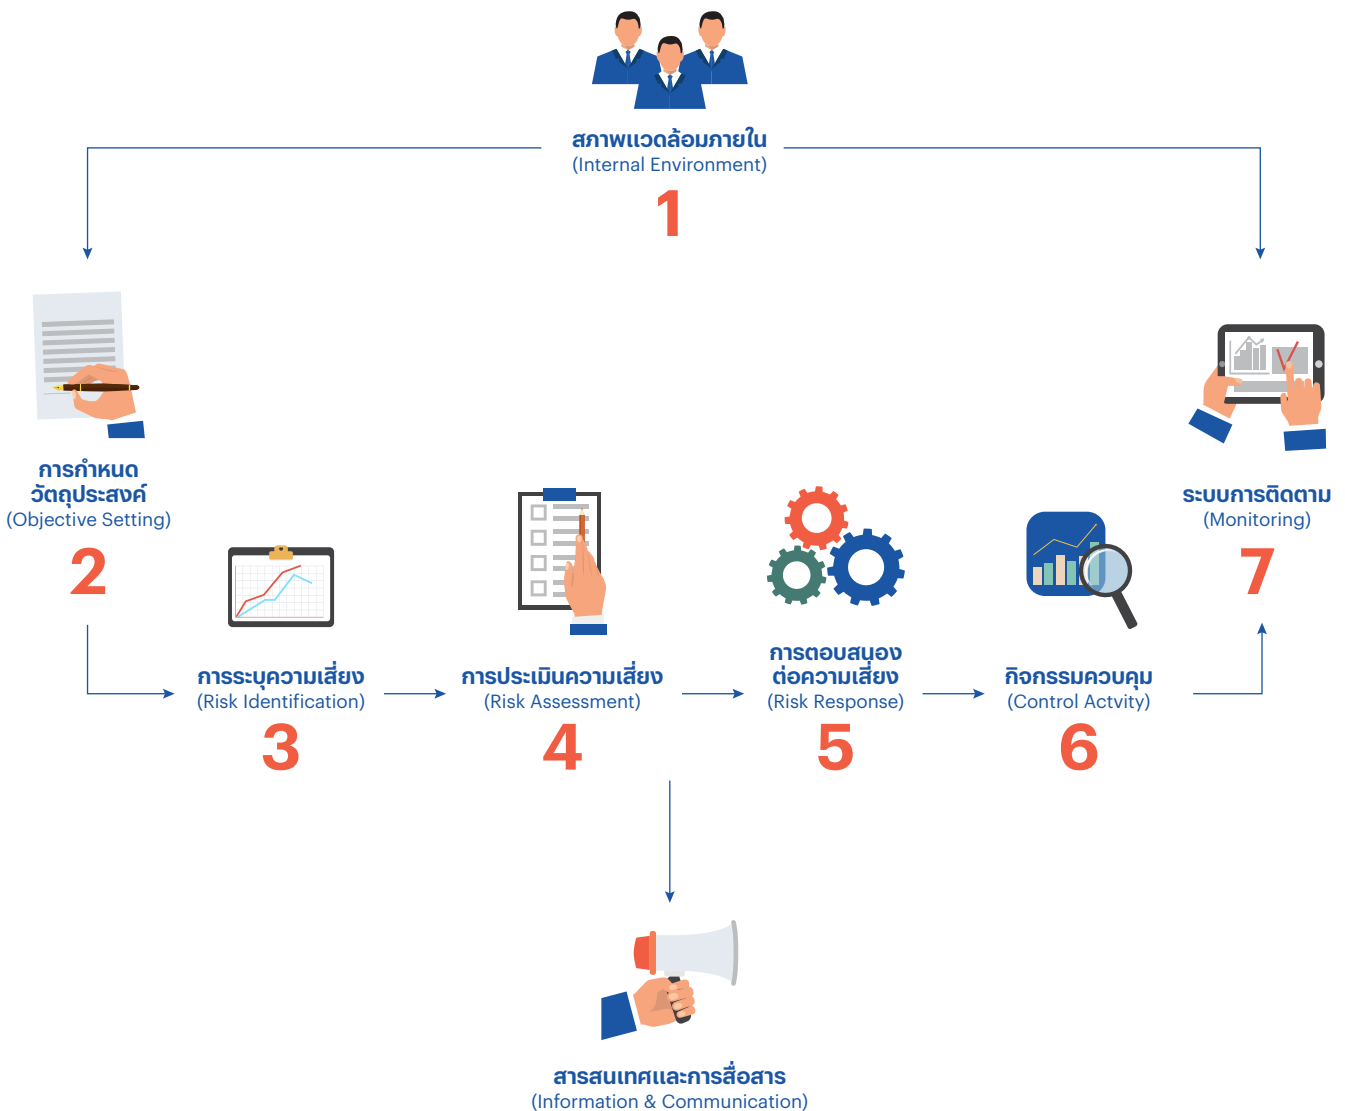 สภาพแวดล้อมภายใน
(Internal Environment)
1
การกำหนด
วัตถุประสงค์
(Objective Setting)
2
การระบุความเสี่ยง
(Risk Identification)
3
การประเมินความเสี่ยง
(Risk Assessment)
4
การตอบสนอง
ต่อความเสี่ยง
(Risk Response)
5
กิจกรรมควบคุม
(Control Actvity)
6
ระบบการติดตาม
(Monitoring)
7
สารสนเทศและการสื่อสาร
(Information & Communication)